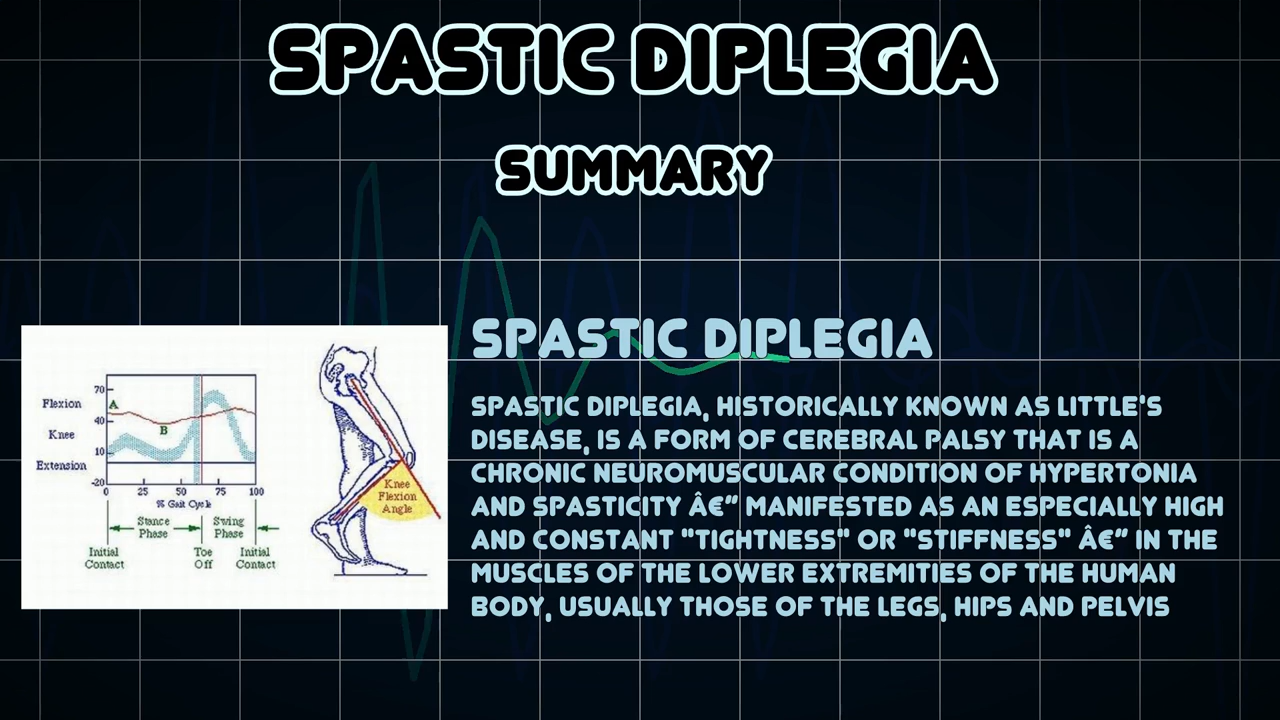 SPASTIC DIPLEGIA
SUMMARY
SPASTIC DIPLEGIA
SPASTIC DIPLEGIA, HISTORICALLY KNOWN AS LITTLE'S
DISEASE, IS A FORM OF CEREBRAL PALSY THAT IS A
CHRONIC NEUROMUSCULAR CONDITION OF HYPERTONIA
AND SPASTICITY Â€” MANIFESTED AS AN ESPECIALLY HIGH
AND CONSTANT "TIGHTNESS" OR "STIFFNESS" Â€” IN THE
MUSCLES OF THE LOWER EXTREMITIES OF THE HUMAN
BODY, USUALLY THOSE OF THE LEGS, HIPS AND PELVIS
Flexion
Knee
Extension
70
40
10
-20
A
B
0 25 50 75 100
% Gait Cycle
Stance
Phase
Swing
Phase
Initial
Contact
Toe
Off
Initial
Contact
Knee
Flexion
Angle